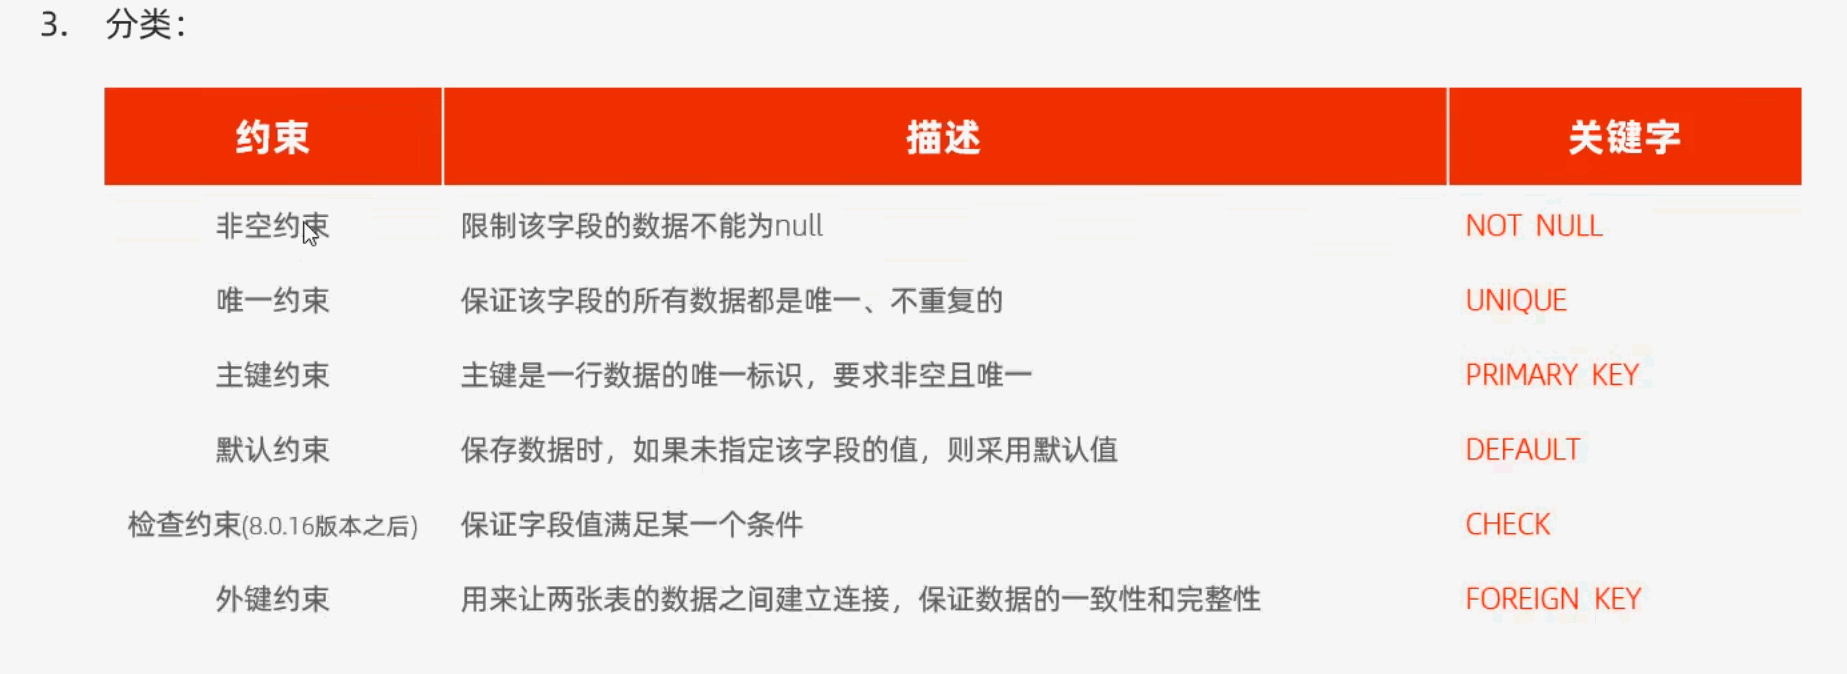 3. 分类：
约束 描述 关键字
非空约束 限制该字段的数据不能为null NOT NULL
唯一约束 保证该字段的所有数据都是唯一、不重复的 UNIQUE
主键约束 主键是一行数据的唯一标识，要求非空且唯一 PRIMARY KEY
默认约束 保存数据时，如果未指定该字段的值，则采用默认值 DEFAULT
检查约束(8.0.16版本之后) 保证字段值满足某一个条件 CHECK
外键约束 用来让两张表的数据之间建立连接，保证数据的一致性和完整性 FOREIGN KEY